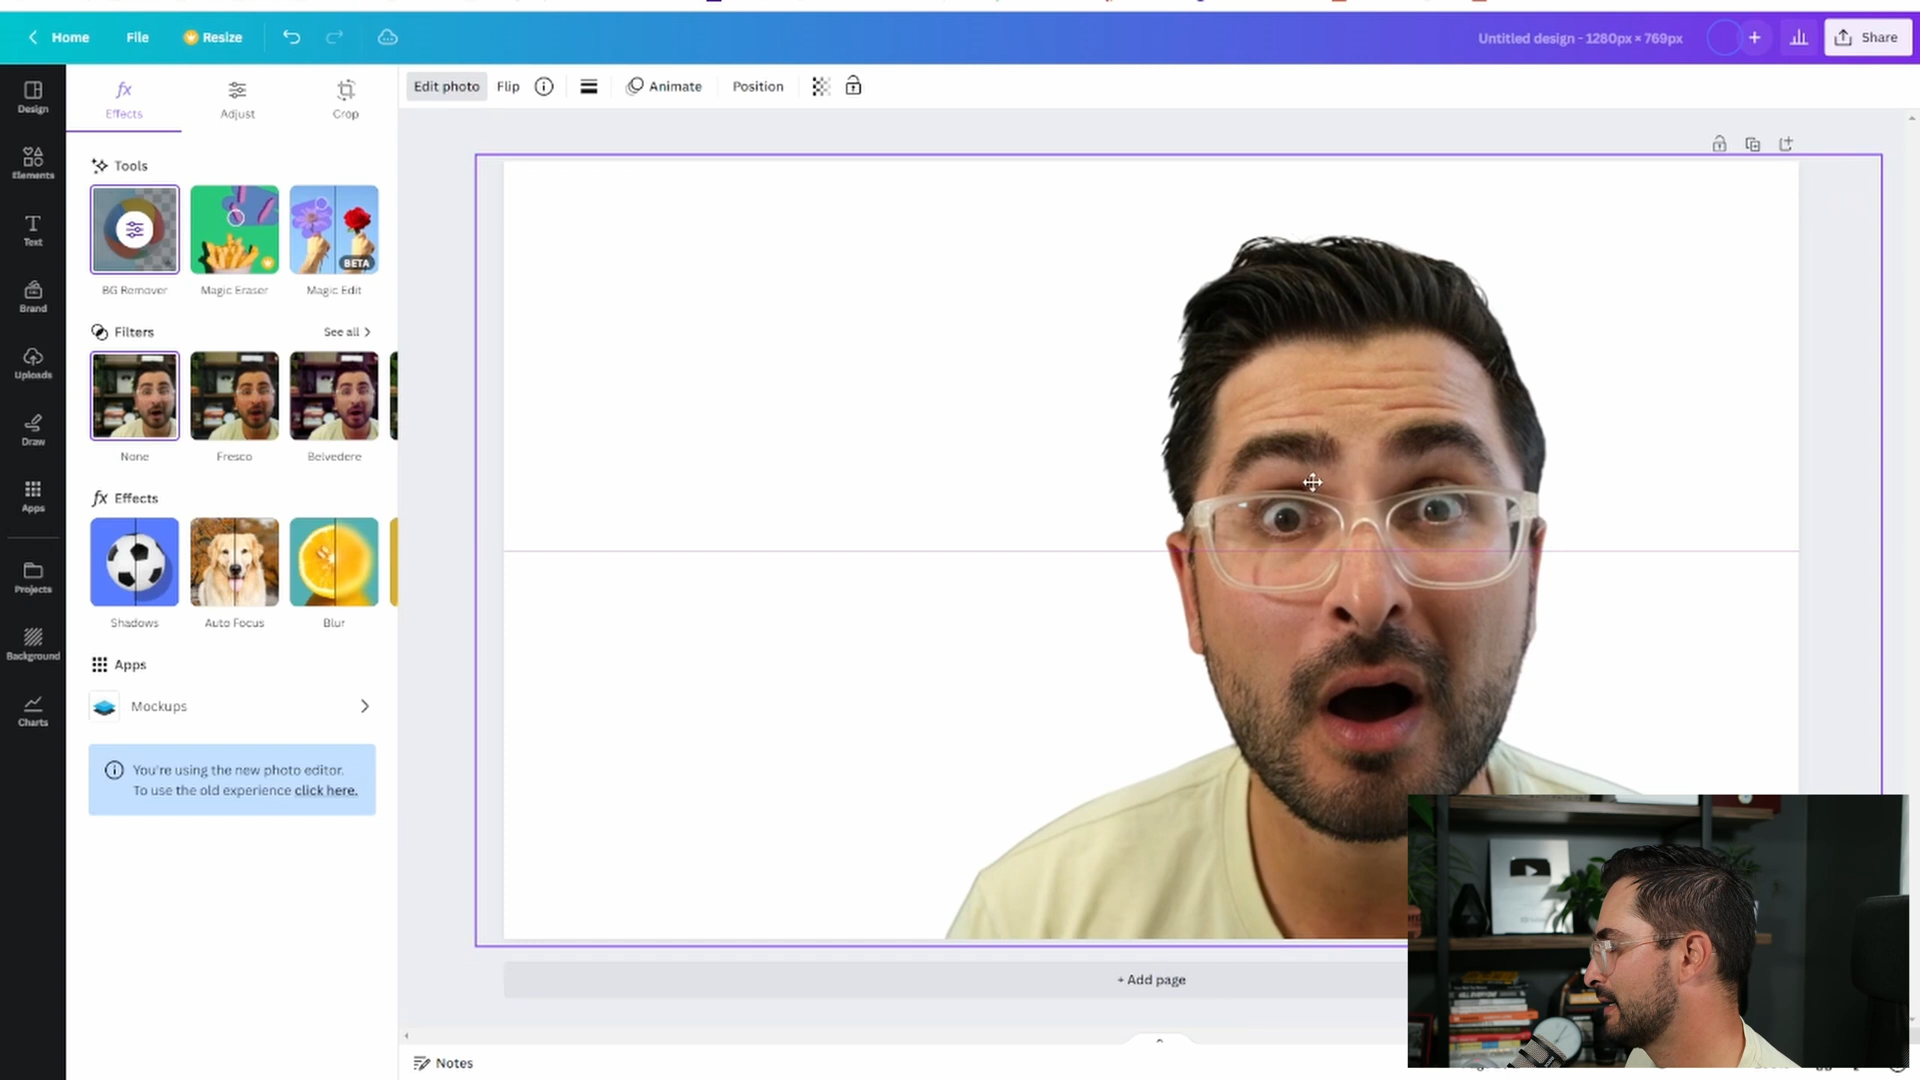 Home File Resize Untitled design - 1280px × 769px + Share
Design
Elements
Text
Brand
Uploads
Draw
Apps
Projects
Background
Charts
Effects Adjust Crop
Tools
BETA
BG Remover Magic Eraser Magic Edit
Filters See all
None Fresco Belvedere
fx Effects
Shadows Auto Focus Blur
Apps
Mockups
You're using the new photo editor.
To use the old experience click here.
Edit photo Flip Animate Position
+ Add page
Notes